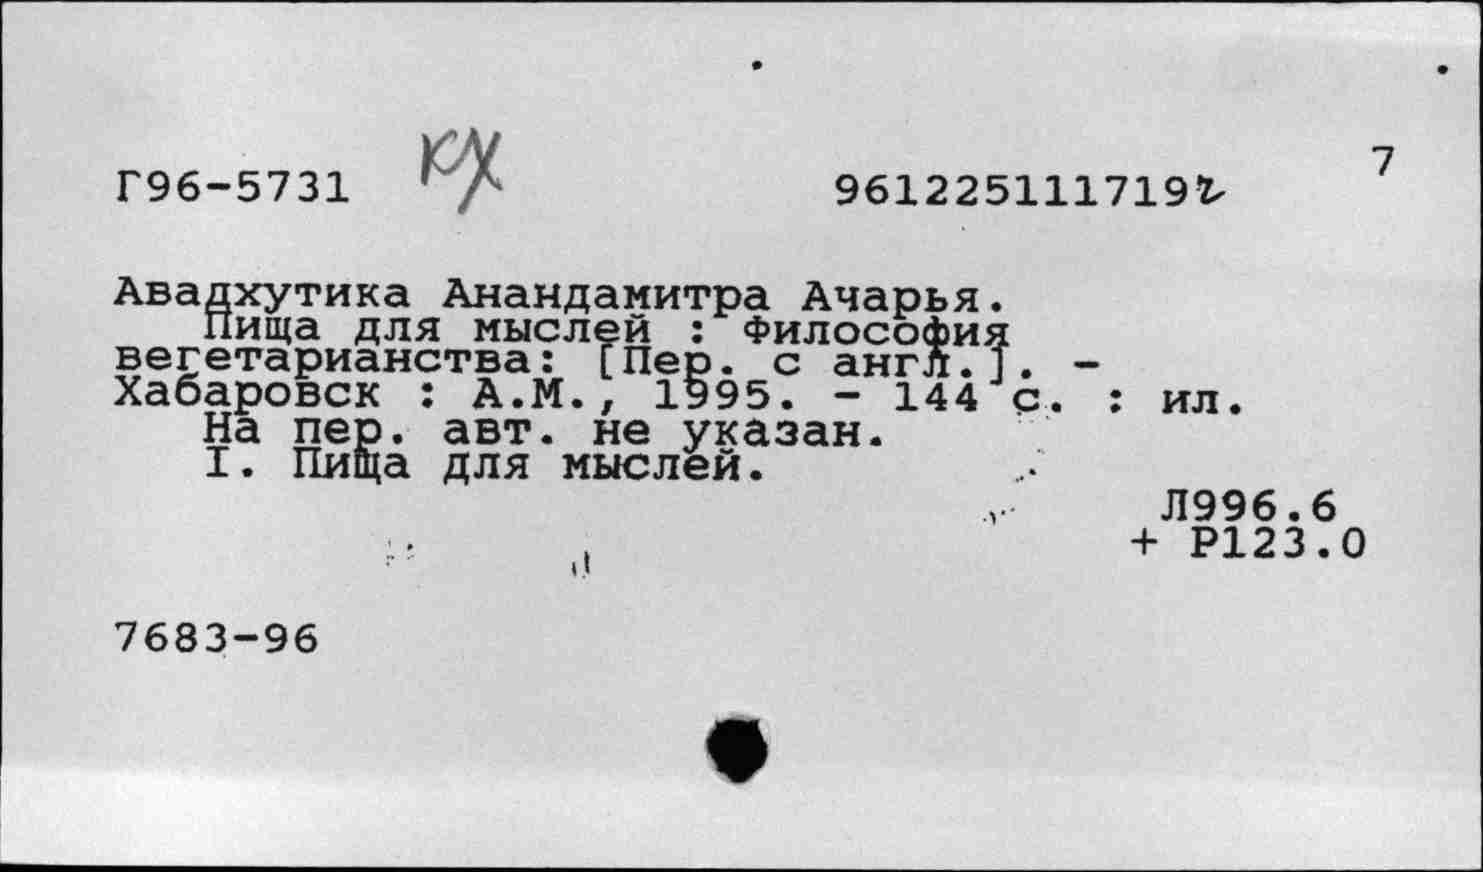 7
Г96-5731 КХ 961225111719
Авадхутика Анандамитра Ачарья.
Пища для мыслей : Философия
вегетарианства: [Пер. с англ.]. -
Хабаровск : А.М., 1995. - 144 с. : ил.
На пер. авт. не указан.
I. Пища для мыслей.
Л996.6
+ Р123.0
7683-96